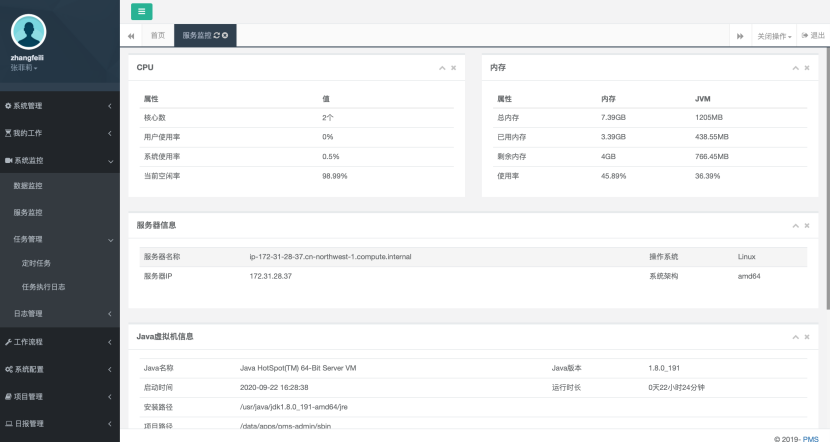 首页 服务监控 关闭操作 退出
zhangfeili
张菲莉
系统管理
我的工作
系统监控
数据监控
服务监控
任务管理
定时任务
任务执行日志
日志管理
工作流程
系统配置
项目管理
日报管理
CPU
属性 值
核心数 2个
用户使用率 0%
系统使用率 0.5%
当前空闲率 98.99%
内存
属性 内存 JVM
总内存 7.39GB 1205MB
已用内存 3.39GB 438.55MB
剩余内存 4GB 766.45MB
使用率 45.89% 36.39%
服务器信息
服务器名称 ip-172-31-28-37.cn-northwest-1.compute.internal 操作系统 Linux
服务器IP 172.31.28.37 系统架构 amd64
Java虚拟机信息
Java名称 Java HotSpot(TM) 64-Bit Server VM Java版本 1.8.0_191
启动时间 2020-09-22 16:28:38 运行时长 0天22小时24分钟
安装路径 /usr/java/jdk1.8.0_191-amd64/jre
项目路径 /data/apps/pms-admin/sbin
© 2019- PMS